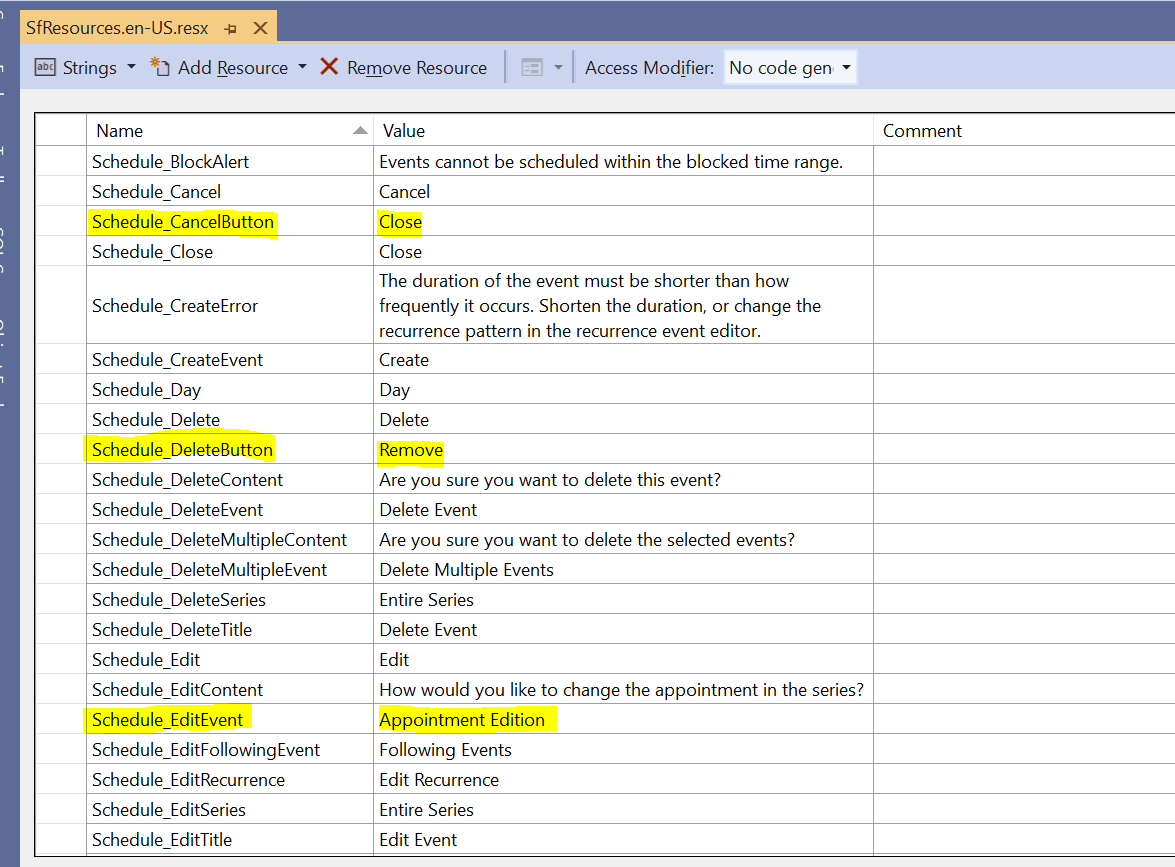 SfResources.en-US.resx
Strings Add Resource Remove Resource Access Modifier: No code gen
Name Value Comment
Schedule_BlockAlert Events cannot be scheduled within the blocked time range.
Schedule_Cancel Cancel
Schedule_CancelButton Close
Schedule_Close Close
Schedule_CreateError The duration of the event must be shorter than how
frequently it occurs. Shorten the duration, or change the
recurrence pattern in the recurrence event editor.
Schedule_CreateEvent Create
Schedule_Day Day
Schedule_Delete Delete
Schedule_DeleteButton Remove
Schedule_DeleteContent Are you sure you want to delete this event?
Schedule_DeleteEvent Delete Event
Schedule_DeleteMultipleContent Are you sure you want to delete the selected events?
Schedule_DeleteMultipleEvent Delete Multiple Events
Schedule_DeleteSeries Entire Series
Schedule_DeleteTitle Delete Event
Schedule_Edit Edit
Schedule_EditContent How would you like to change the appointment in the series?
Schedule_EditEvent Appointment Edition
Schedule_EditFollowingEvent Following Events
Schedule_EditRecurrence Edit Recurrence
Schedule_EditSeries Entire Series
Schedule_EditTitle Edit Event